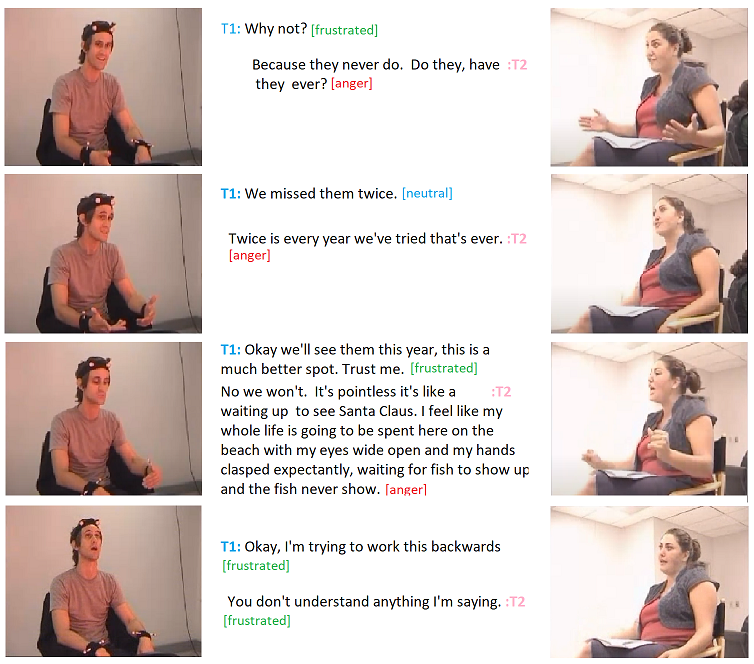 T1: Why not? [frustrated]
Because they never do. Do they, have :T2
they ever? [anger]
T1: We missed them twice. [neutral]
Twice is every year we've tried that's ever. :T2
[anger]
T1: Okay we'll see them this year, this is a
much better spot. Trust me. [frustrated]
No we won't. It's pointless it's like a :T2
waiting up to see Santa Claus. I feel like my
whole life is going to be spent here on the
beach with my eyes wide open and my hands
clasped expectantly, waiting for fish to show up
and the fish never show. [anger]
T1: Okay, I'm trying to work this backwards
[frustrated]
You don't understand anything I'm saying. :T2
[frustrated]